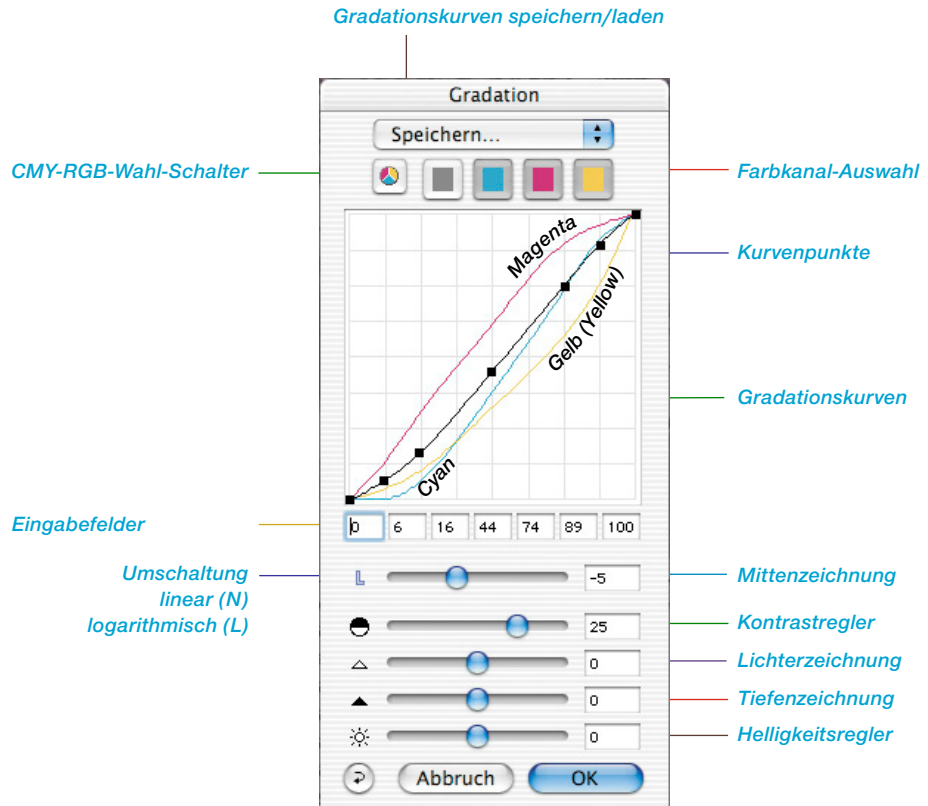 Gradationskurven speichern/laden
Gradation
Speichern...
CMY-RGB-Wahl-Schalter
Farbkanal-Auswahl
Magenta
Kurvenpunkte
Gelb (Yellow)
Gradationskurven
Cyan
Eingabefelder
0 6 16 44 74 89 100
Umschaltung
linear (N)
logarithmisch (L)
L
-5
Mittenzeichnung
25
Kontrastregler
0
Lichterzeichnung
0
Tiefenzeichnung
0
Helligkeitsregler
Abbruch
OK